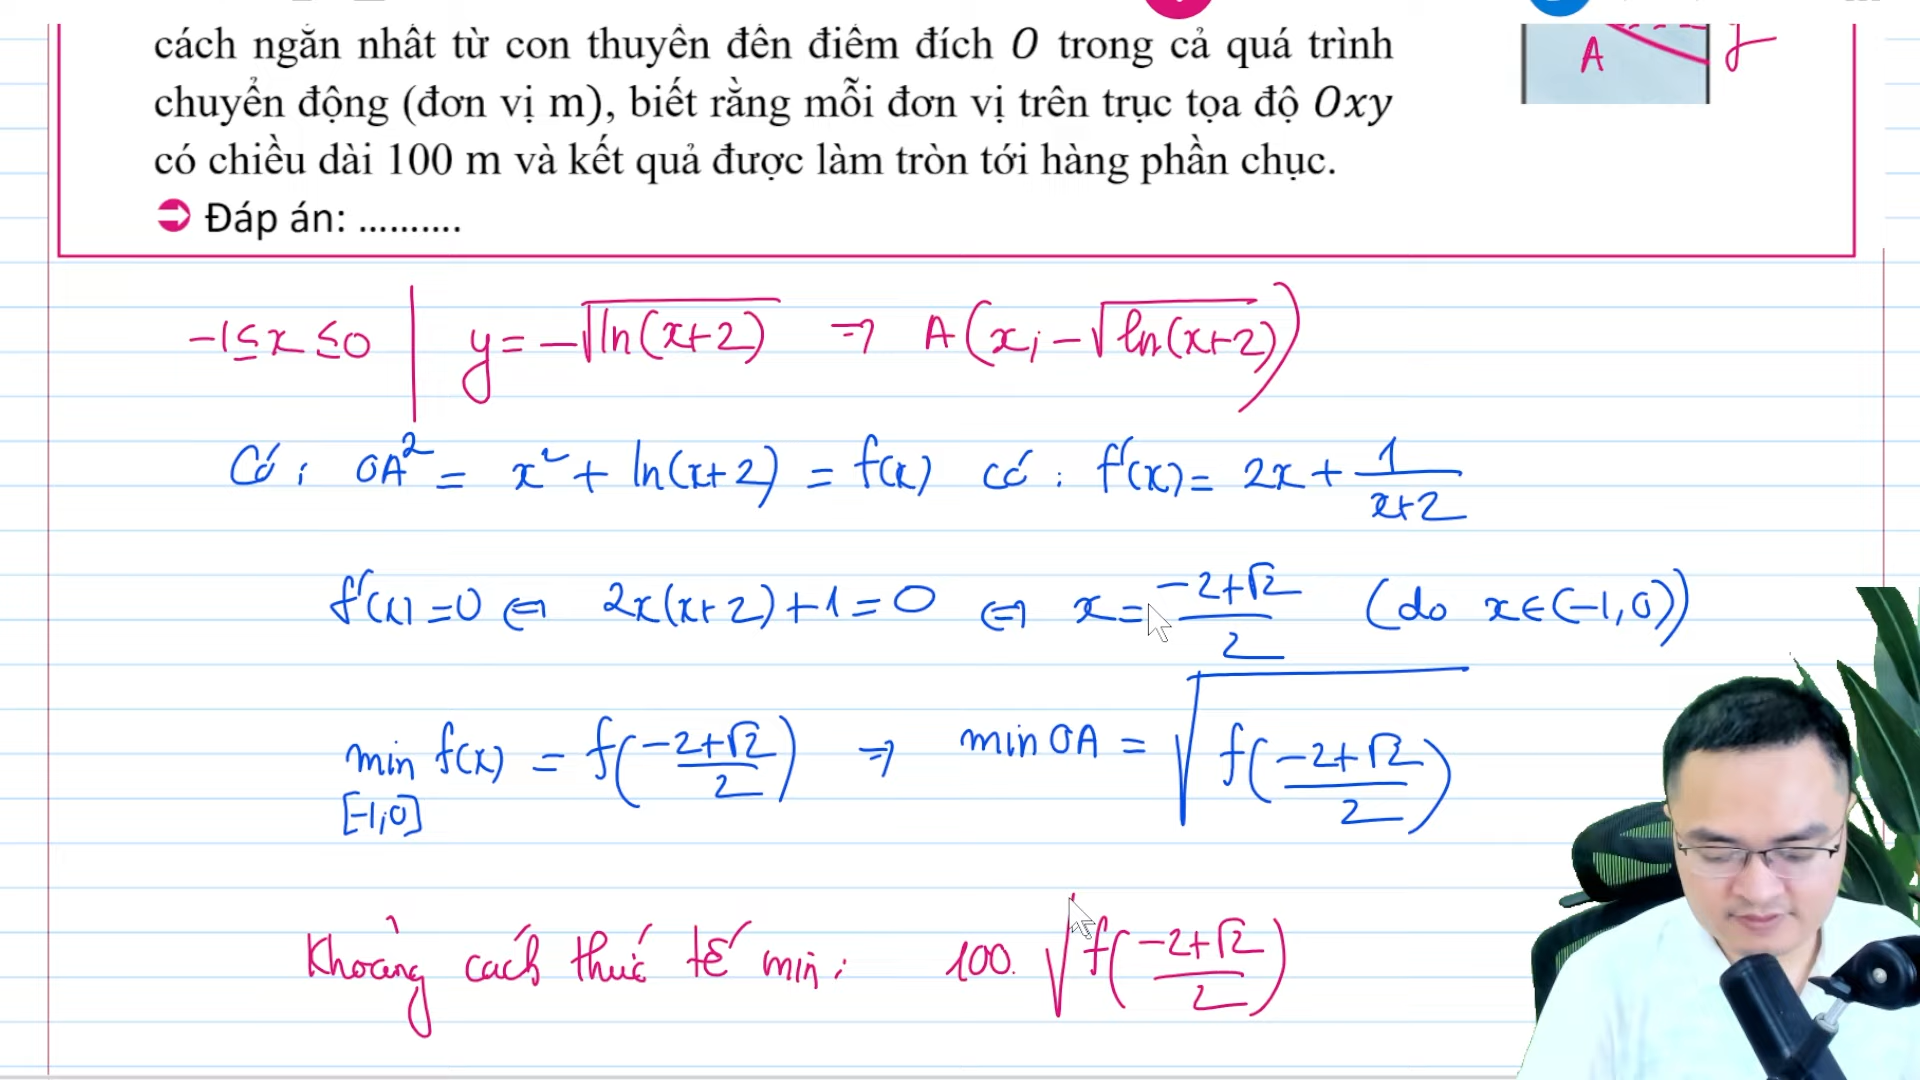 cách ngắn nhất từ con thuyền đến điểm đích O trong cả quá trình
chuyển động (đơn vị m), biết rằng mỗi đơn vị trên trục tọa độ Oxy
có chiều dài 100 m và kết quả được làm tròn tới hàng phần chục.
Đáp án: ..........
A y
-1 ≤ x ≤ 0 | y = -√(ln(x+2)) ⇒ A(x; -√(ln(x+2)))
Có: OA² = x² + ln(x+2) = f(x) có: f'(x) = 2x + 1/(x+2)
f'(x) = 0 ⇔ 2x(x+2) + 1 = 0 ⇔ x = (-2+√2)/2 (do x ∈ (-1,0))
min f(x) = f((-2+√2)/2) ⇒ min OA = √(f((-2+√2)/2))
[-1,0]
Khoảng cách thực tế min: 100. √(f((-2+√2)/2))